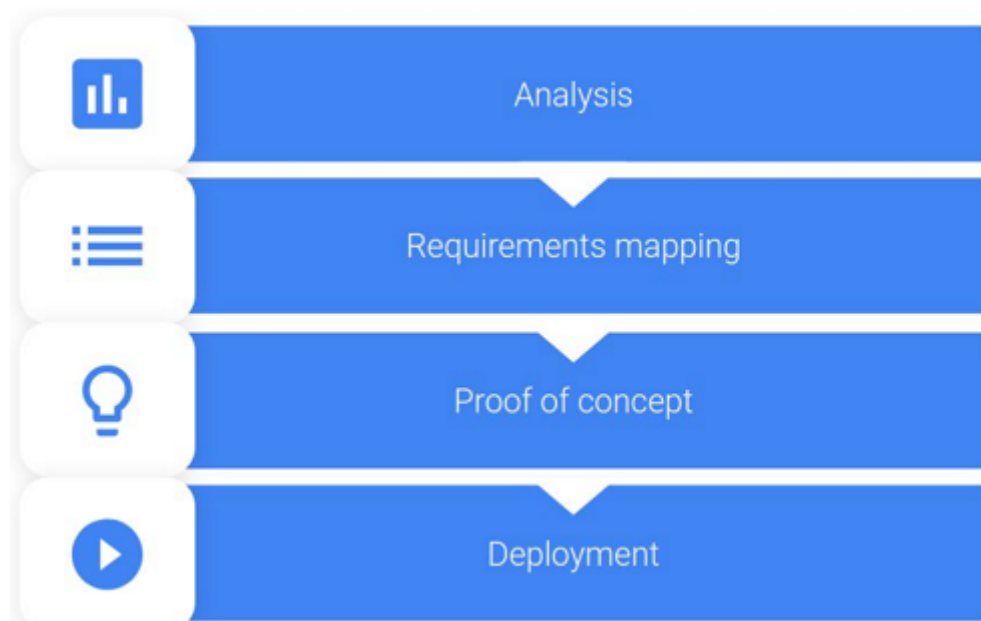 Analysis
Requirements mapping
Proof of concept
Deployment